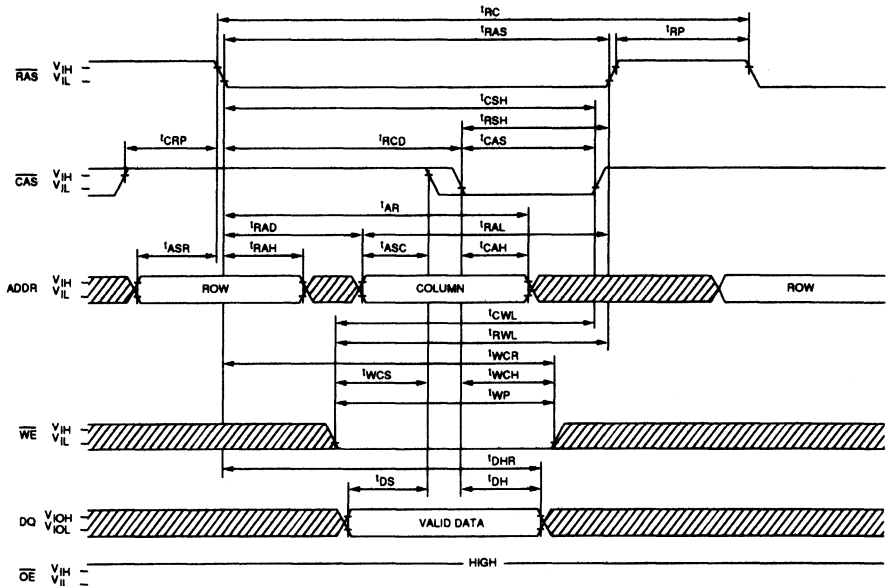 tRC
tRAS
tRP
RAS VIH
VIL
tCSH
tRSH
tCRP
tRCD
tCAS
CAS VIH
VIL
tAR
tRAD
tRAL
tASR
tRAH
tASC
tCAH
ADDR VIH
VIL
ROW
COLUMN
ROW
tCWL
tRWL
tWCR
tWCS
tWCH
tWP
WE VIH
VIL
tDHR
tDS
tDH
DQ VIOH
VIOL
VALID DATA
HIGH
OE VIH
VIL